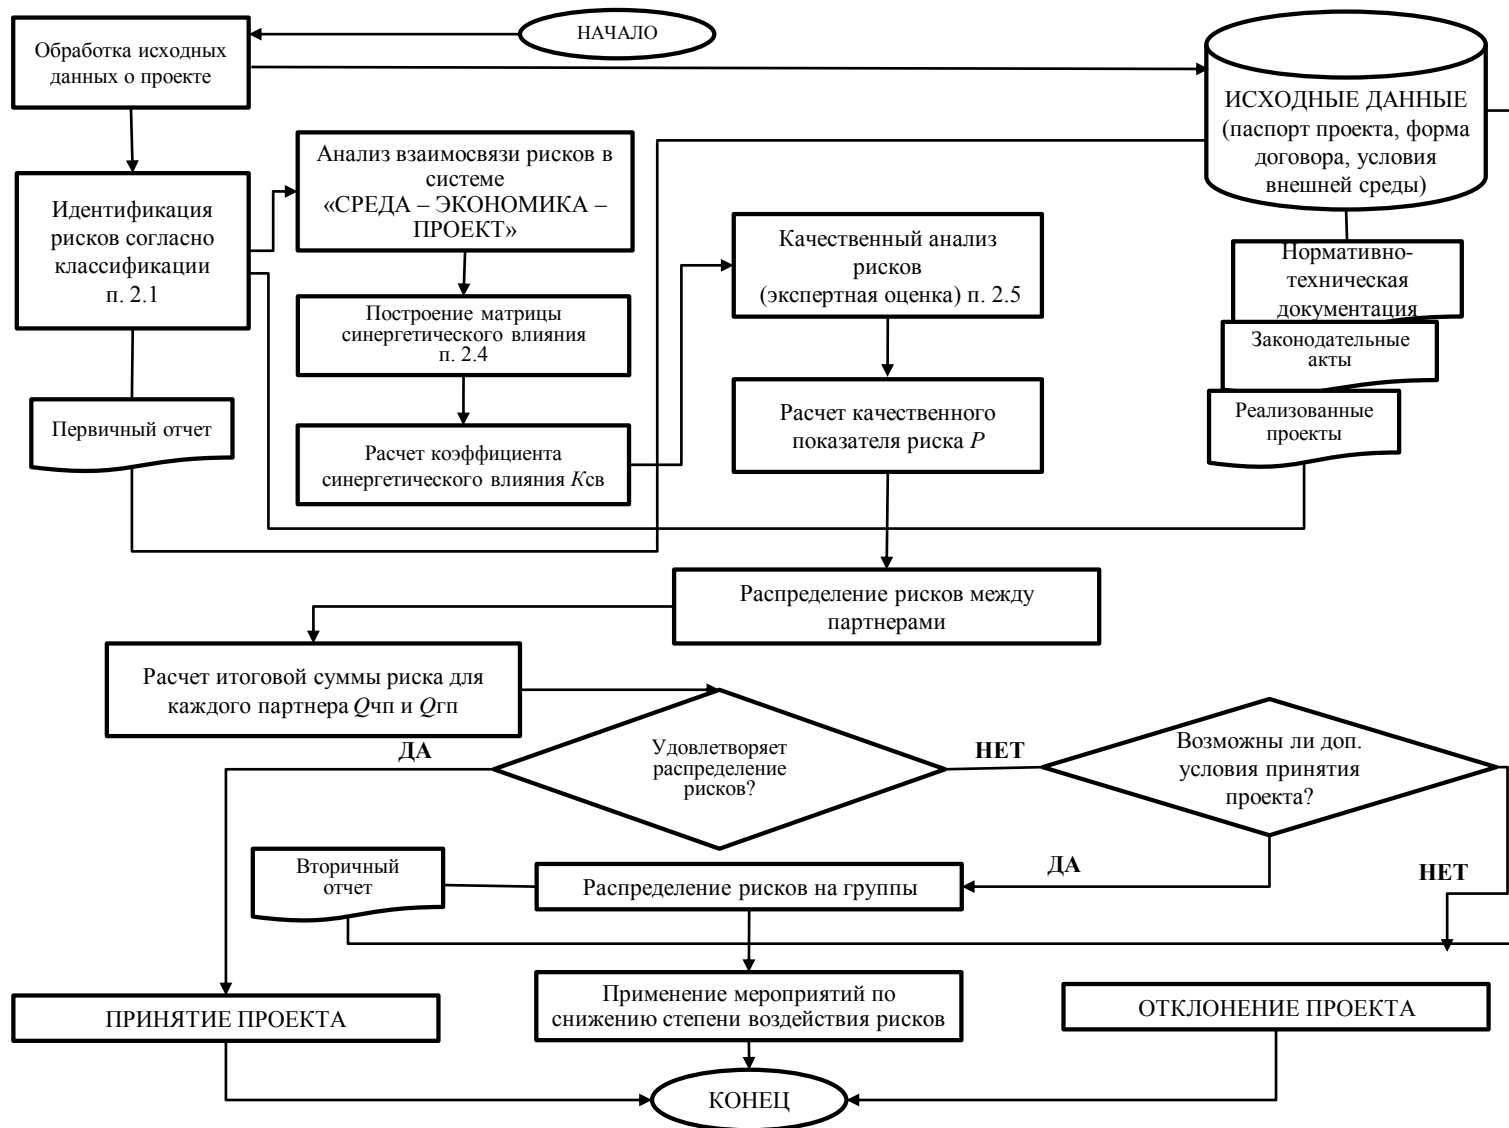 НАЧАЛО
Обработка исходных
данных о проекте
ИСХОДНЫЕ ДАННЫЕ
(паспорт проекта, форма
договора, условия
внешней среды)
Анализ взаимосвязи рисков в
системе
«СРЕДА – ЭКОНОМИКА –
ПРОЕКТ»
Идентификация
рисков согласно
классификации
п. 2.1
Качественный анализ
рисков
(экспертная оценка) п. 2.5
Нормативно-
техническая
документация
Построение матрицы
синергетического влияния
п. 2.4
Законодательные
акты
Первичный отчет
Расчет качественного
показателя риска P
Реализованные
проекты
Расчет коэффициента
синергетического влияния Kсв
Распределение рисков между
партнерами
Расчет итоговой суммы риска для
каждого партнера Qчп и Qгп
ДА
Удовлетворяет
распределение
рисков?
НЕТ
Возможны ли доп.
условия принятия
проекта?
Вторичный
отчет
Распределение рисков на группы
ДА
НЕТ
ПРИНЯТИЕ ПРОЕКТА
Применение мероприятий по
снижению степени воздействия рисков
ОТКЛОНЕНИЕ ПРОЕКТА
КОНЕЦ